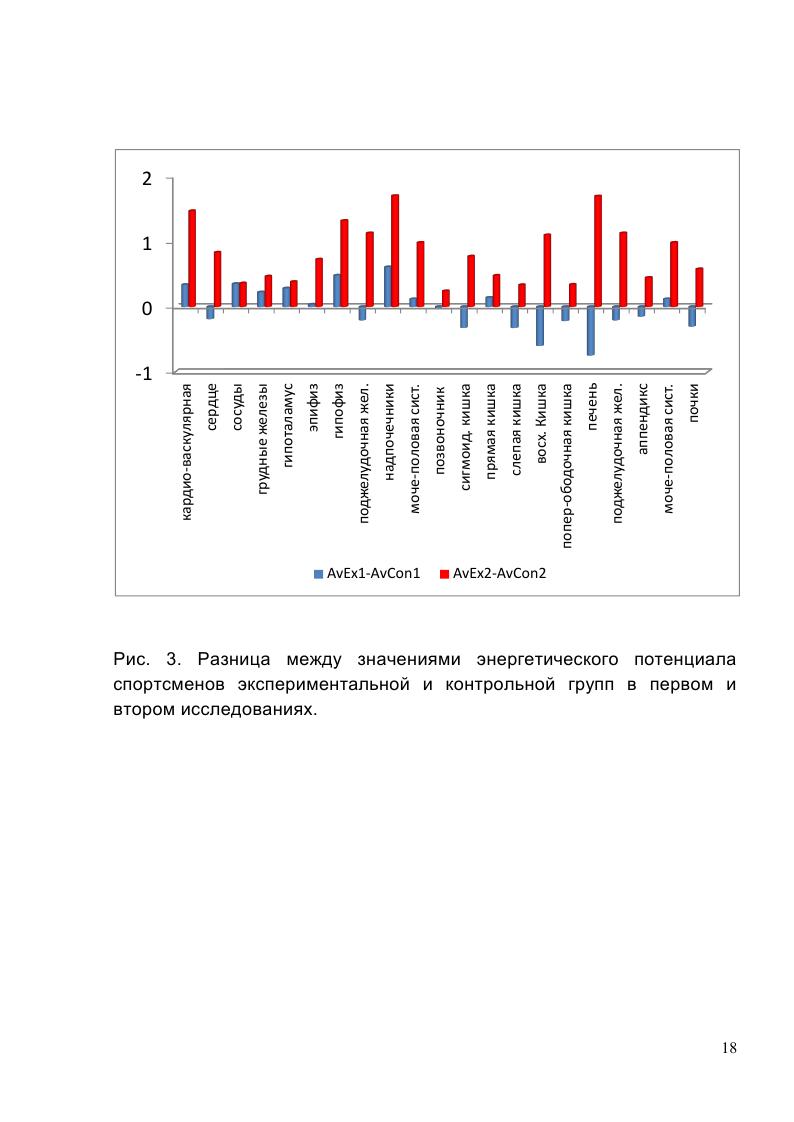 2
1
0
-1
кардио-васкулярная
сердце
сосуды
грудные железы
гипоталамус
эпифиз
гипофиз
поджелудочная жел.
надпочечники
моче-половая сист.
позвоночник
сигмоид. кишка
прямая кишка
слепая кишка
восх. Кишка
попер-ободочная кишка
печень
поджелудочная жел.
аппендикс
моче-половая сист.
почки
AvEx1-AvCon1 AvEx2-AvCon2
Рис. 3. Разница между значениями энергетического потенциала
спортсменов экспериментальной и контрольной групп в первом и
втором исследованиях.
18